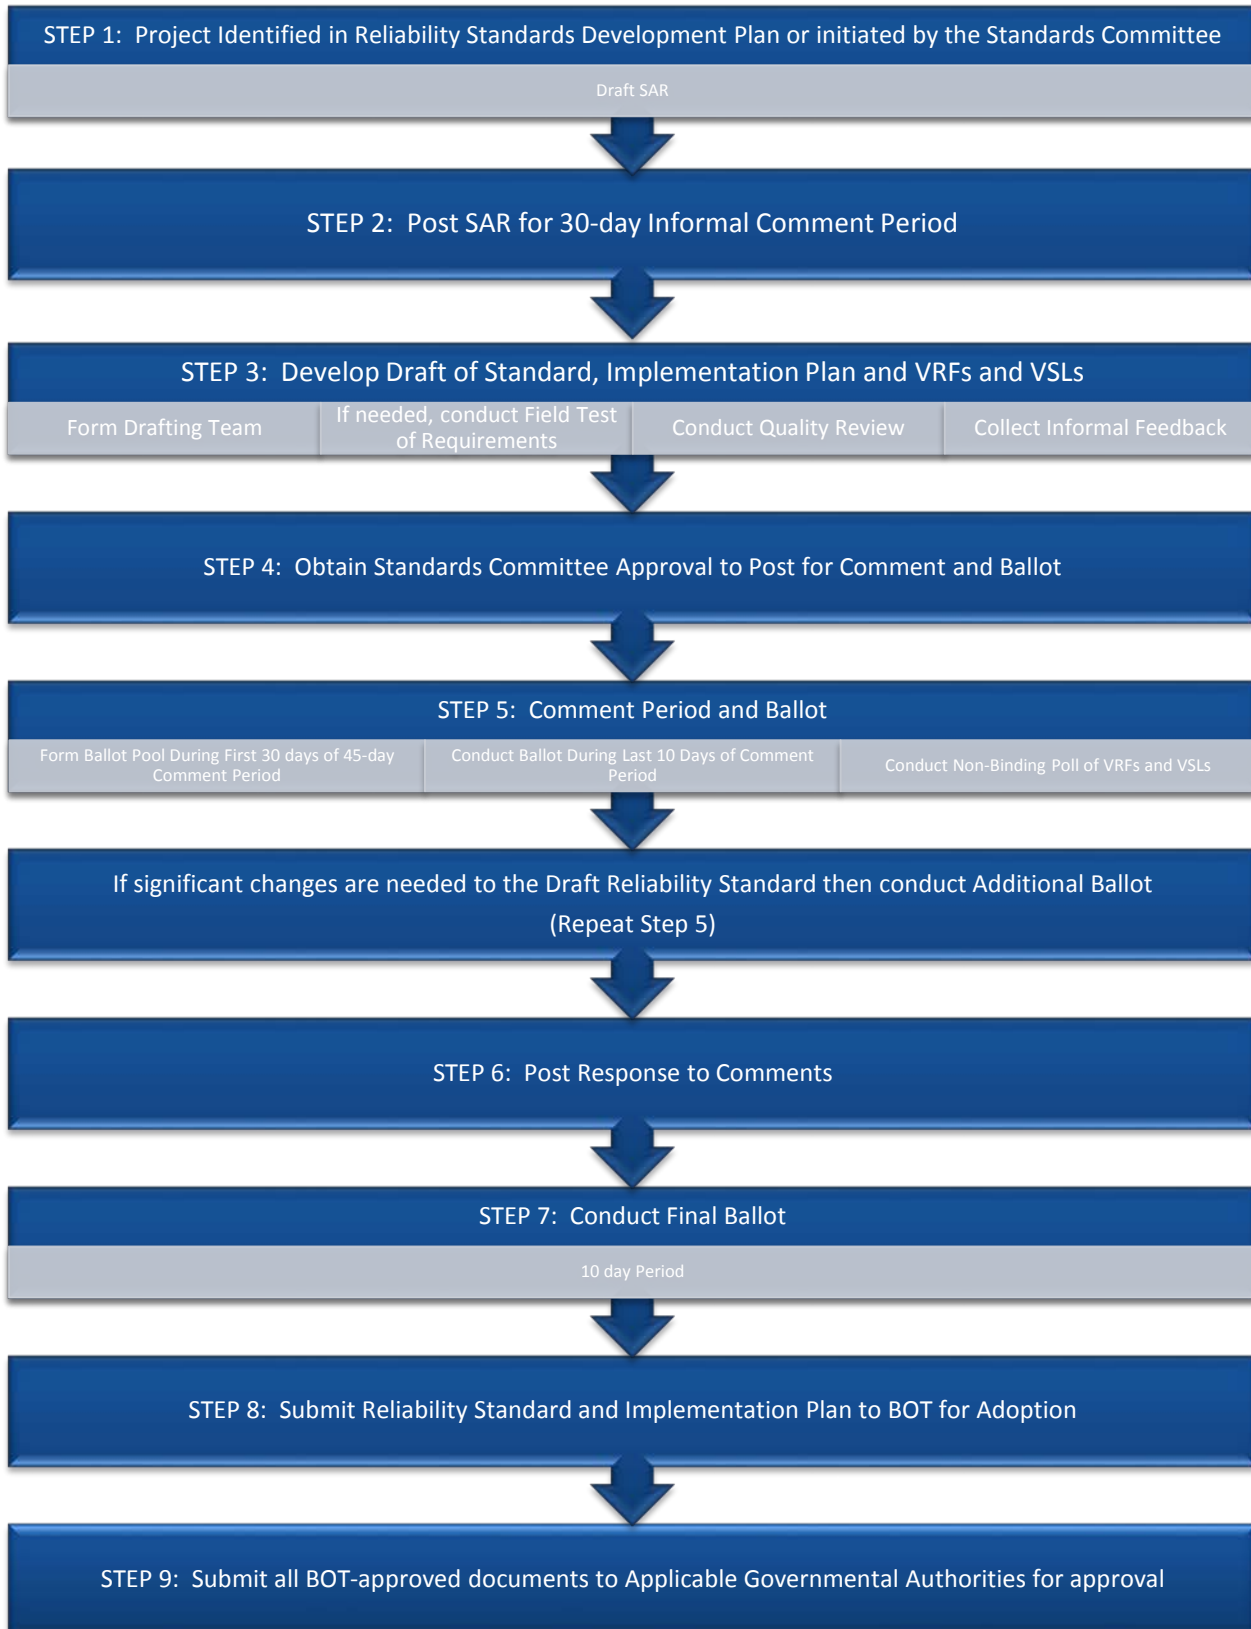 STEP 1: Project Identified in Reliability Standards Development Plan or initiated by the Standards Committee
Draft SAR
STEP 2: Post SAR for 30-day Informal Comment Period
STEP 3: Develop Draft of Standard, Implementation Plan and VRFs and VSLs
Form Drafting Team
If needed, conduct Field Test
of Requirements
Conduct Quality Review
Collect Informal Feedback
STEP 4: Obtain Standards Committee Approval to Post for Comment and Ballot
STEP 5: Comment Period and Ballot
Form Ballot Pool During First 30 days of 45-day
Comment Period
Conduct Ballot During Last 10 Days of Comment
Period
Conduct Non-Binding Poll of VRFs and VSLs
If significant changes are needed to the Draft Reliability Standard then conduct Additional Ballot
(Repeat Step 5)
STEP 6: Post Response to Comments
STEP 7: Conduct Final Ballot
10 day Period
STEP 8: Submit Reliability Standard and Implementation Plan to BOT for Adoption
STEP 9: Submit all BOT-approved documents to Applicable Governmental Authorities for approval